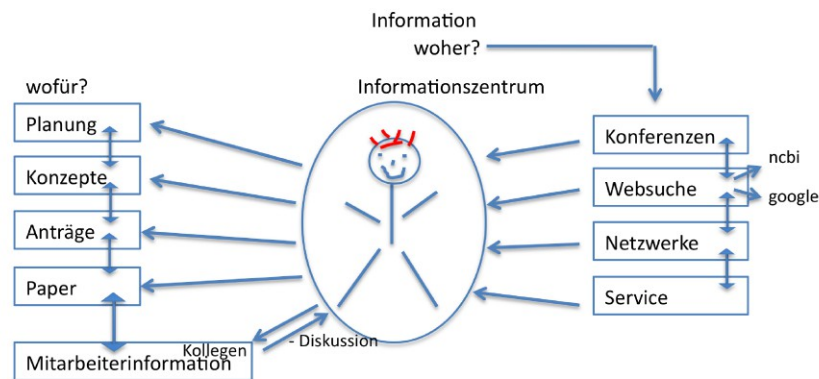 Information
woher?
wofür?
Informationszentrum
Planung
Konzepte
Anträge
Paper
Mitarbeiterinformation
Kollegen
- Diskussion
Konferenzen
Websuche
Netzwerke
Service
ncbi
google